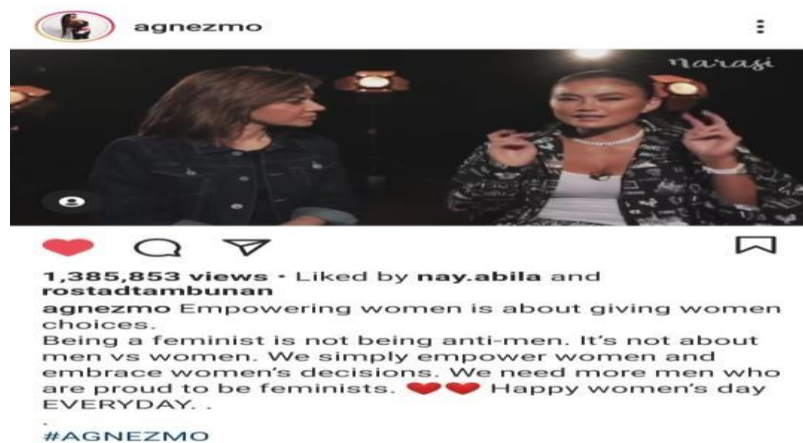 agnezmo
narasi
1,385,853 views • Liked by nay.abila and
rostadtambunan
agnezmo Empowering women is about giving women
choices.
Being a feminist is not being anti-men. It's not about
men vs women. We simply empower women and
embrace women's decisions. We need more men who
are proud to be feminists. ❤️❤️ Happy women's day
EVERYDAY. .
.
#AGNEZMO